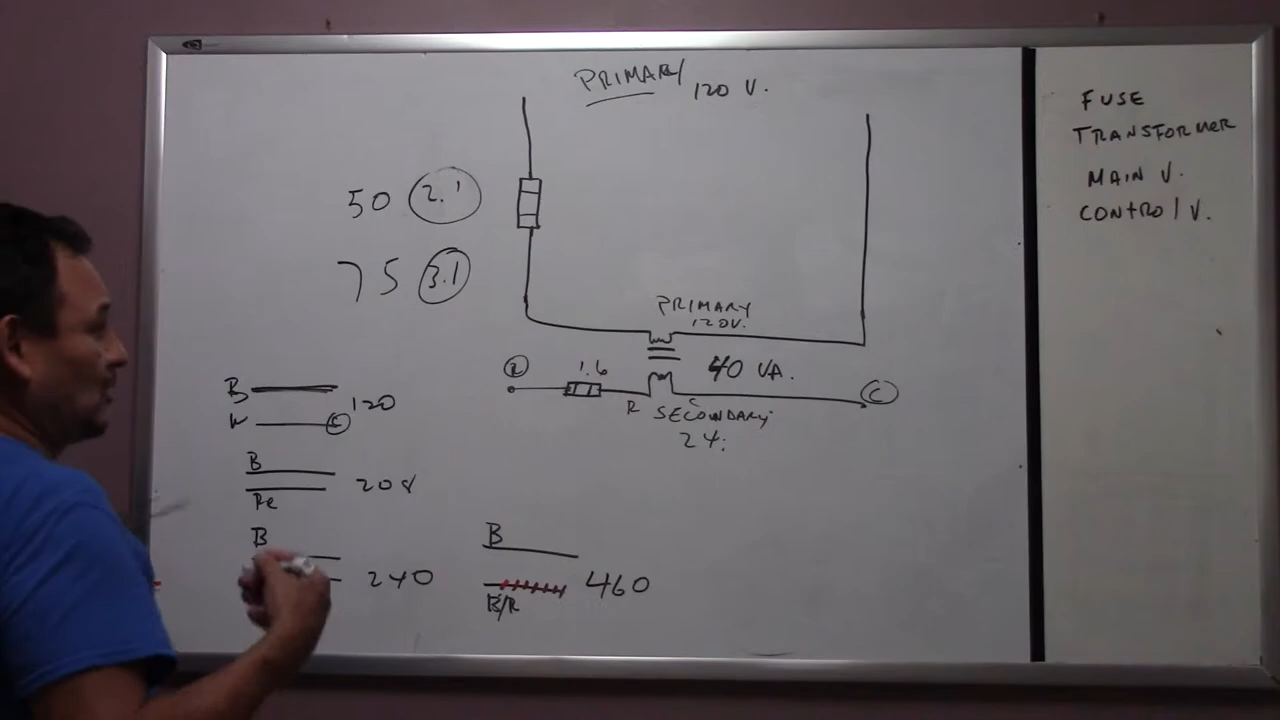 PRIMARY 120 V.
50 2.1
75 3.1
PRIMARY
120V.
R 1.6 40 VA. C
R SECONDARY
24.
B
W C 120
B
Re 208
B
240
B
460
B/R
FUSE
TRANSFORMER
MAIN V.
CONTROL V.